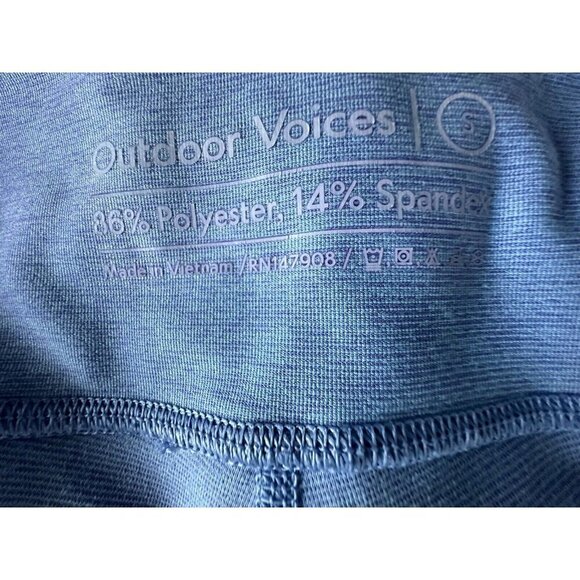 Outdoor Voices | S
86% Polyester, 14% Spandex
Made in Vietnam / RN147908 /